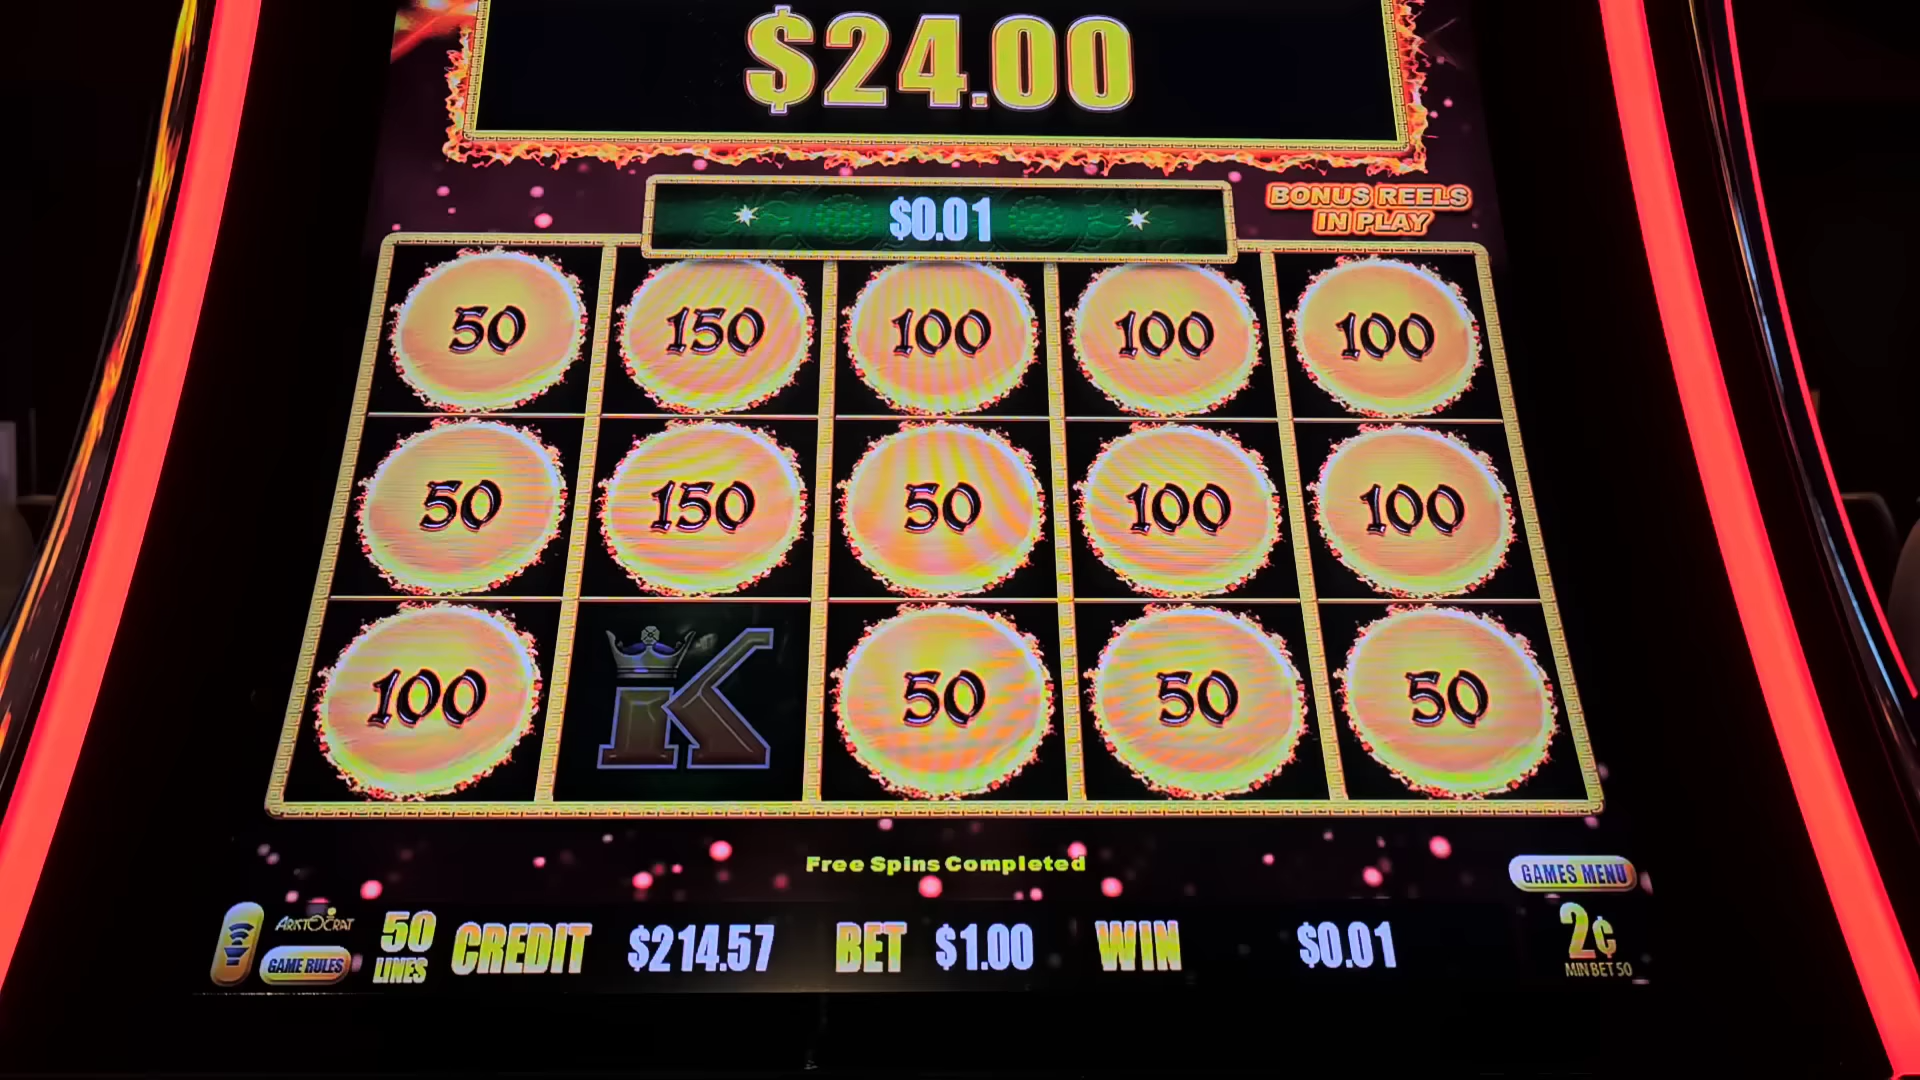 $24.00
$0.01
BONUS REELS
IN PLAY
50 150 100 100 100
50 150 50 100 100
100 K 50 50 50
Free Spins Completed
GAMES MENU
ARISTOCRAT
GAME RULES
50
LINES
CREDIT $214.57 BET $1.00 WIN $0.01
2¢
MIN BET 50